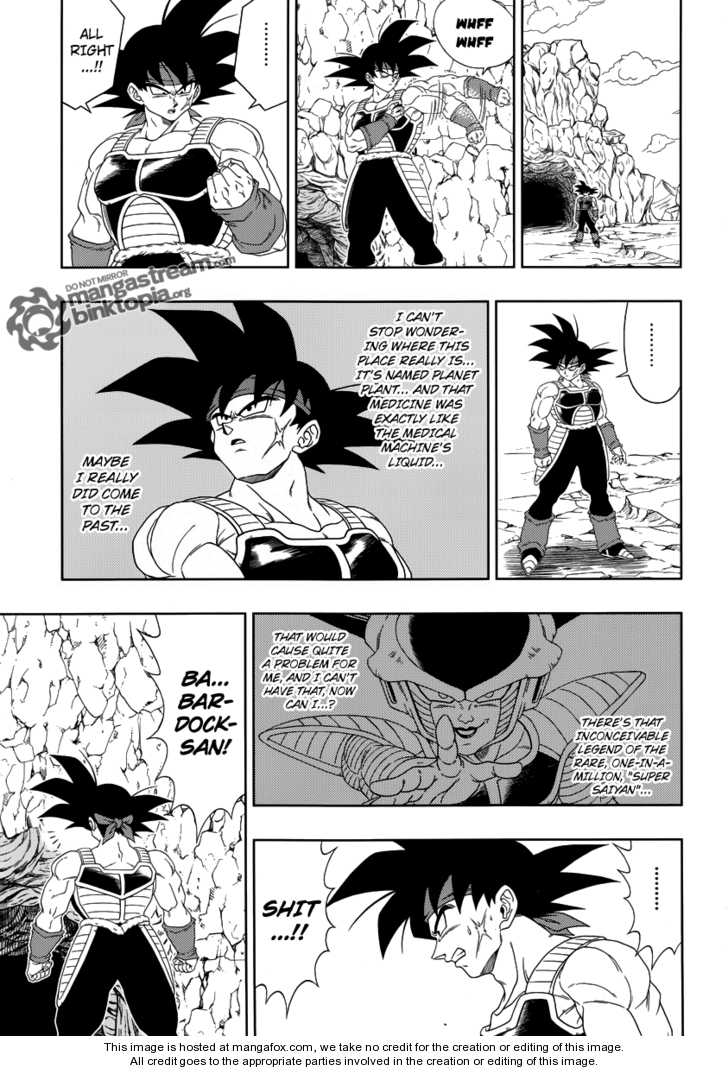 WHFF
WHFF
.........
ALL
RIGHT
...!!
DO NOT MIRROR
mangastream.com
binktopia.org
.........
I CAN'T
STOP WONDER-
ING WHERE THIS
PLACE REALLY IS...
IT'S NAMED PLANET
PLANT... AND THAT
MEDICINE WAS
EXACTLY LIKE
THE MEDICAL
MACHINE'S
LIQUID...
MAYBE
I REALLY
DID COME
TO THE
PAST...
THERE'S THAT
INCONCEIVABLE
LEGEND OF THE
RARE, ONE-IN-A-
MILLION, "SUPER
SAIYAN"...
THAT WOULD
CAUSE QUITE
A PROBLEM FOR
ME, AND I CAN'T
HAVE THAT, NOW
CAN I...?
.........
SHIT
...!!
BA...
BAR-
DOCK-
SAN!
This image is hosted at mangafox.com, we take no credit for the creation or editing of this image.
All credit goes to the appropriate parties involved in the creation or editing of this image.